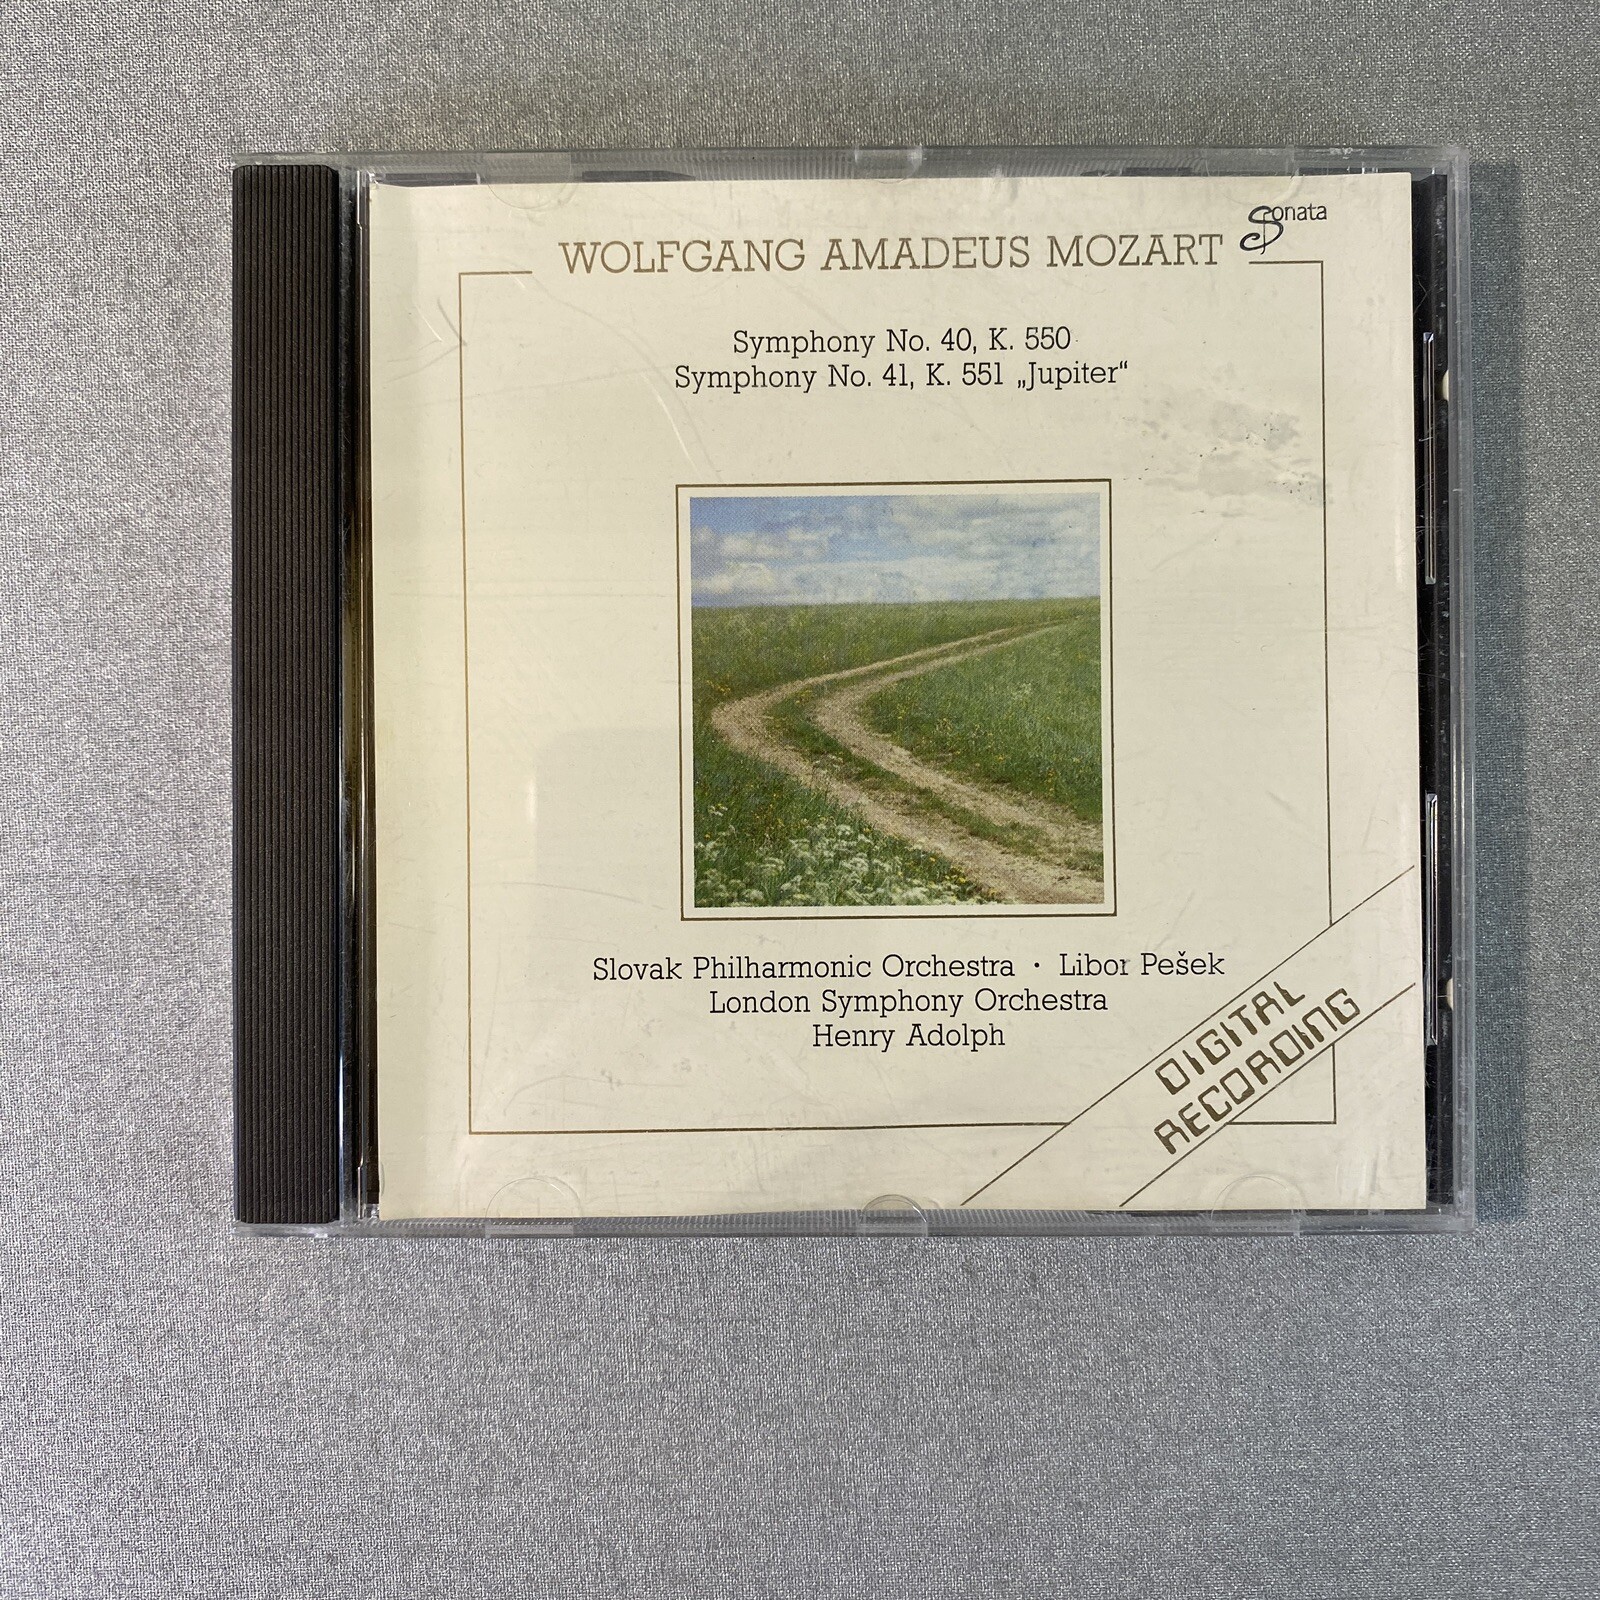 Sonata
WOLFGANG AMADEUS MOZART
Symphony No. 40, K. 550
Symphony No. 41, K. 551 „Jupiter“
Slovak Philharmonic Orchestra · Libor Pešek
London Symphony Orchestra
Henry Adolph
DIGITAL
RECORDING